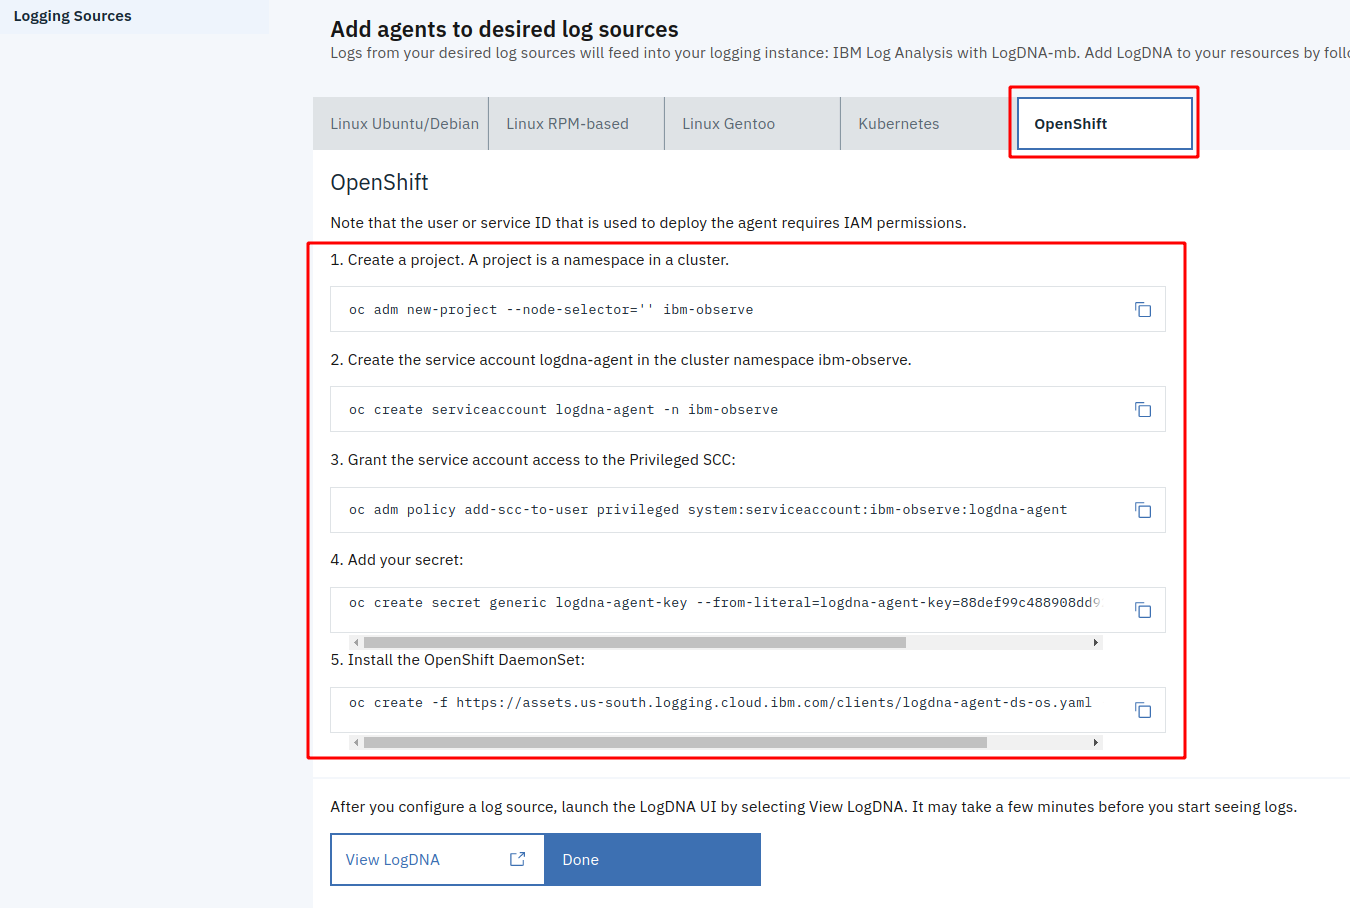 Logging Sources
Add agents to desired log sources
Logs from your desired log sources will feed into your logging instance: IBM Log Analysis with LogDNA-mb. Add LogDNA to your resources by
Linux Ubuntu/Debian
Linux RPM-based
Linux Gentoo
Kubernetes
OpenShift
OpenShift
Note that the user or service ID that is used to deploy the agent requires IAM permissions.
1. Create a project. A project is a namespace in a cluster.
oc adm new-project --node-selector='' ibm-observe
2. Create the service account logdna-agent in the cluster namespace ibm-observe.
oc create serviceaccount logdna-agent -n ibm-observe
3. Grant the service account access to the Privileged SCC:
oc adm policy add-scc-to-user privileged system:serviceaccount:ibm-observe:logdna-agent
4. Add your secret:
oc create secret generic logdna-agent-key --from-literal=logdna-agent-key=88def99c488908dd9
5. Install the OpenShift DaemonSet:
oc create -f https://assets.us-south.logging.cloud.ibm.com/clients/logdna-agent-ds-os.yaml
After you configure a log source, launch the LogDNA UI by selecting View LogDNA. It may take a few minutes before you start seeing logs.
View LogDNA
Done